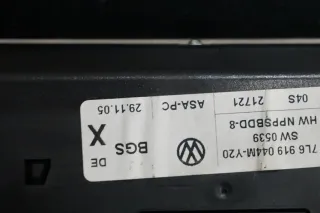 7L6 919 044M-Y20
SW 0539
HW NPPSBDD-8
04S 21721
DE
BGS
X
ASA-PC
29.11.05